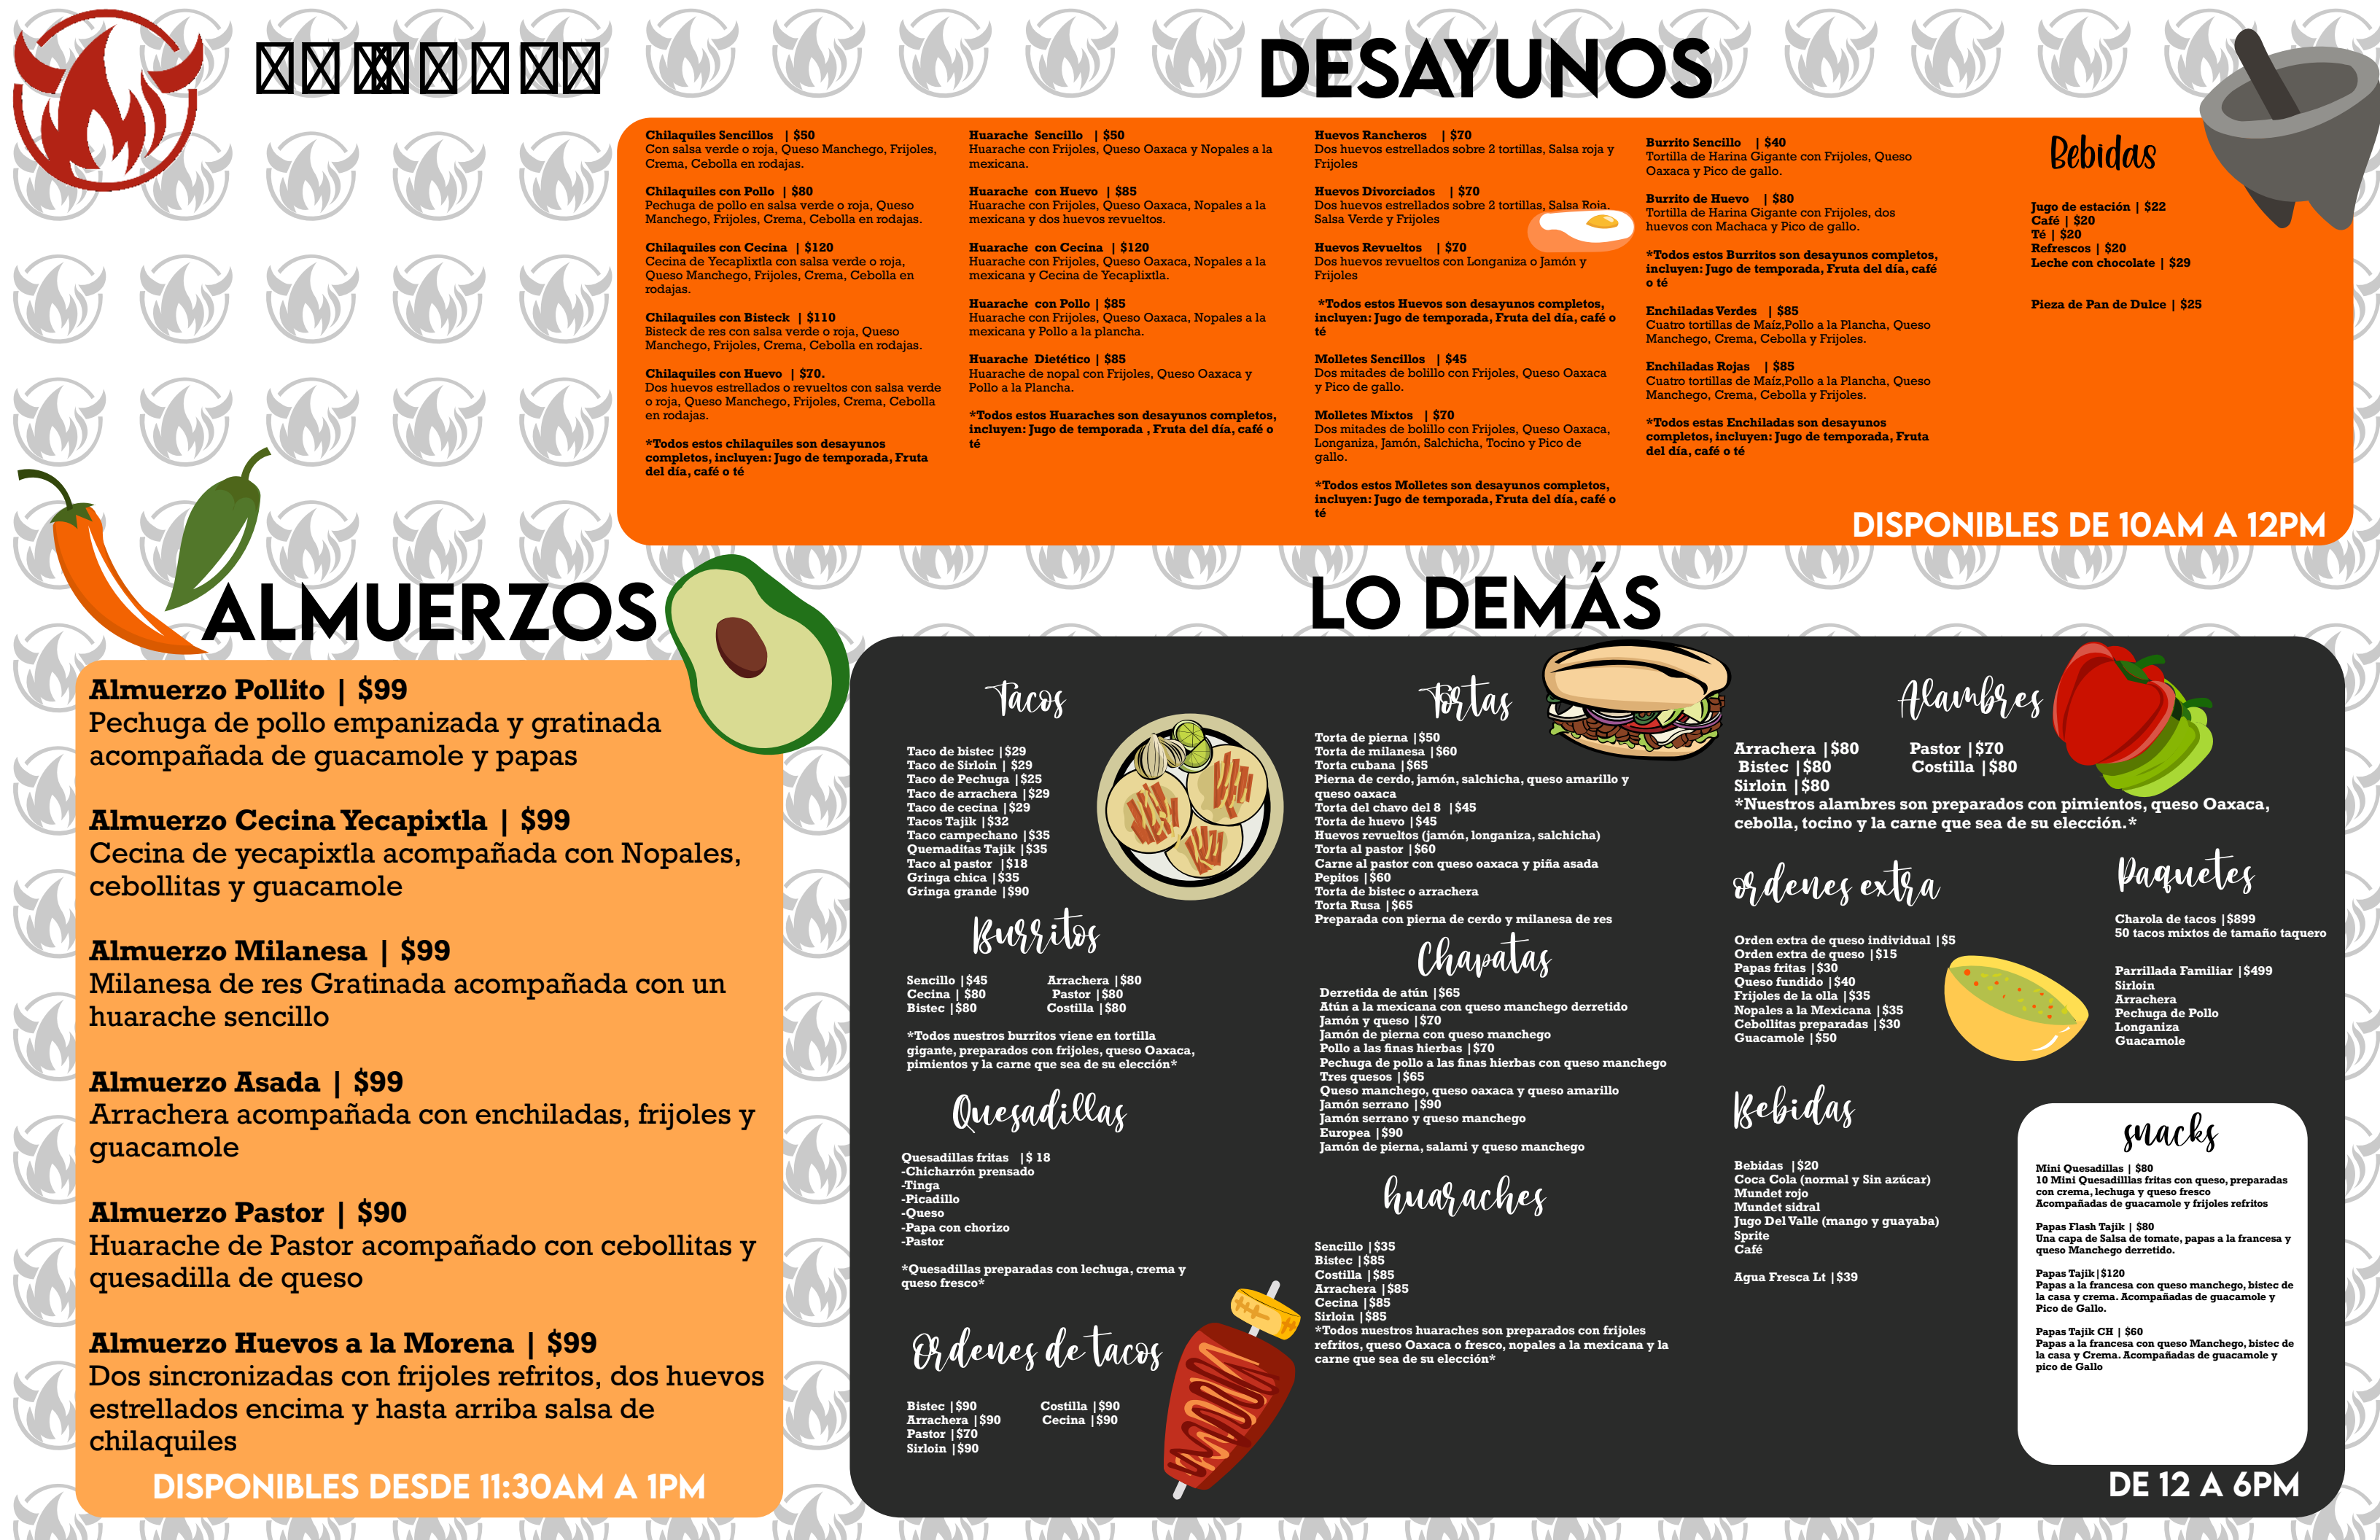 DESAYUNOS
Chilaquiles Sencillos | $50
Con salsa verde o roja, Queso Manchego, Frijoles,
Crema, Cebolla en rodajas.
Chilaquiles con Pollo | $80
Pechuga de pollo en salsa verde o roja, Queso
Manchego, Frijoles, Crema, Cebolla en rodajas.
Chilaquiles con Cecina | $120
Cecina de Yecaplixtla con salsa verde o roja,
Queso Manchego, Frijoles, Crema, Cebolla en
rodajas.
Chilaquiles con Bisteck | $110
Bisteck de res con salsa verde o roja, Queso
Manchego, Frijoles, Crema, Cebolla en rodajas.
Chilaquiles con Huevo | $70.
Dos huevos estrellados o revueltos con salsa verde
o roja, Queso Manchego, Frijoles, Crema, Cebolla
en rodajas.
*Todos estos chilaquiles son desayunos
completos, incluyen: Jugo de temporada, Fruta
del día, café o té
Huarache Sencillo | $50
Huarache con Frijoles, Queso Oaxaca y Nopales a la
mexicana.
Huarache con Huevo | $85
Huarache con Frijoles, Queso Oaxaca, Nopales a la
mexicana y dos huevos revueltos.
Huarache con Cecina | $120
Huarache con Frijoles, Queso Oaxaca, Nopales a la
mexicana y Cecina de Yecaplixtla.
Huarache con Pollo | $85
Huarache con Frijoles, Queso Oaxaca, Nopales a la
mexicana y Pollo a la plancha.
Huarache Dietético | $85
Huarache de nopal con Frijoles, Queso Oaxaca y
Pollo a la Plancha.
*Todos estos Huaraches son desayunos completos,
incluyen: Jugo de temporada , Fruta del día, café o
té
Huevos Rancheros | $70
Dos huevos estrellados sobre 2 tortillas, Salsa roja y
Frijoles
Huevos Divorciados | $70
Dos huevos estrellados sobre 2 tortillas, Salsa Roja,
Salsa Verde y Frijoles
Huevos Revueltos | $70
Dos huevos revueltos con Longaniza o Jamón y
Frijoles
*Todos estos Huevos son desayunos completos,
incluyen: Jugo de temporada, Fruta del día, café o
té
Molletes Sencillos | $45
Dos mitades de bolillo con Frijoles, Queso Oaxaca
y Pico de gallo.
Molletes Mixtos | $70
Dos mitades de bolillo con Frijoles, Queso Oaxaca,
Longaniza, Jamón, Salchicha, Tocino y Pico de
gallo.
*Todos estos Molletes son desayunos completos,
incluyen: Jugo de temporada, Fruta del día, café o
té
Burrito Sencillo | $40
Tortilla de Harina Gigante con Frijoles, Queso
Oaxaca y Pico de gallo.
Burrito de Huevo | $80
Tortilla de Harina Gigante con Frijoles, dos
huevos con Machaca y Pico de gallo.
*Todos estos Burritos son desayunos completos,
incluyen: Jugo de temporada, Fruta del día, café
o té
Enchiladas Verdes | $85
Cuatro tortillas de Maíz,Pollo a la Plancha, Queso
Manchego, Crema, Cebolla y Frijoles.
Enchiladas Rojas | $85
Cuatro tortillas de Maíz,Pollo a la Plancha, Queso
Manchego, Crema, Cebolla y Frijoles.
*Todos estas Enchiladas son desayunos
completos, incluyen: Jugo de temporada, Fruta
del día, café o té
Bebidas
Jugo de estación | $22
Café | $20
Té | $20
Refrescos | $20
Leche con chocolate | $29
Pieza de Pan de Dulce | $25
DISPONIBLES DE 10AM A 12PM
ALMUERZOS
Almuerzo Pollito | $99
Pechuga de pollo empanizada y gratinada
acompañada de guacamole y papas
Almuerzo Cecina Yecapixtla | $99
Cecina de yecapixtla acompañada con Nopales,
cebollitas y guacamole
Almuerzo Milanesa | $99
Milanesa de res Gratinada acompañada con un
huarache sencillo
Almuerzo Asada | $99
Arrachera acompañada con enchiladas, frijoles y
guacamole
Almuerzo Pastor | $90
Huarache de Pastor acompañado con cebollitas y
quesadilla de queso
Almuerzo Huevos a la Morena | $99
Dos sincronizadas con frijoles refritos, dos huevos
estrellados encima y hasta arriba salsa de
chilaquiles
DISPONIBLES DESDE 11:30AM A 1PM
LO DEMÁS
Tacos
Taco de bistec |$29
Taco de Sirloin | $29
Taco de Pechuga |$25
Taco de arrachera |$29
Taco de cecina |$29
Tacos Tajik |$32
Taco campechano |$35
Quemaditas Tajik |$35
Taco al pastor |$18
Gringa chica |$35
Gringa grande |$90
Burritos
Sencillo |$45 Arrachera |$80
Cecina | $80 Pastor |$80
Bistec |$80 Costilla |$80
*Todos nuestros burritos viene en tortilla
gigante, preparados con frijoles, queso Oaxaca,
pimientos y la carne que sea de su elección*
Quesadillas
Quesadillas fritas |$ 18
-Chicharrón prensado
-Tinga
-Picadillo
-Queso
-Papa con chorizo
-Pastor
*Quesadillas preparadas con lechuga, crema y
queso fresco*
Ordenes de tacos
Bistec |$90 Costilla |$90
Arrachera |$90 Cecina |$90
Pastor |$70
Sirloin |$90
Tortas
Torta de pierna |$50
Torta de milanesa |$60
Torta cubana |$65
Pierna de cerdo, jamón, salchicha, queso amarillo y
queso oaxaca
Torta del chavo del 8 |$45
Torta de huevo |$45
Huevos revueltos (jamón, longaniza, salchicha)
Torta al pastor |$60
Carne al pastor con queso oaxaca y piña asada
Pepitos |$60
Torta de bistec o arrachera
Torta Rusa |$65
Preparada con pierna de cerdo y milanesa de res
Chapatas
Derretida de atún |$65
Atún a la mexicana con queso manchego derretido
Jamón y queso |$70
Jamón de pierna con queso manchego
Pollo a las finas hierbas |$70
Pechuga de pollo a las finas hierbas con queso manchego
Tres quesos |$65
Queso manchego, queso oaxaca y queso amarillo
Jamón serrano |$90
Jamón serrano y queso manchego
Europea |$90
Jamón de pierna, salami y queso manchego
huaraches
Sencillo |$35
Bistec |$85
Costilla |$85
Arrachera |$85
Cecina |$85
Sirloin |$85
*Todos nuestros huaraches son preparados con frijoles
refritos, queso Oaxaca o fresco, nopales a la mexicana y la
carne que sea de su elección*
Alambres
Arrachera |$80 Pastor |$70
Bistec |$80 Costilla |$80
Sirloin |$80
*Nuestros alambres son preparados con pimientos, queso Oaxaca,
cebolla, tocino y la carne que sea de su elección.*
ordenes extra
Orden extra de queso individual |$5
Orden extra de queso |$15
Papas fritas |$30
Queso fundido |$40
Frijoles de la olla |$35
Nopales a la Mexicana |$35
Cebollitas preparadas |$30
Guacamole |$50
Paquetes
Charola de tacos |$899
50 tacos mixtos de tamaño taquero
Parrillada Familiar |$499
Sirloin
Arrachera
Pechuga de Pollo
Longaniza
Guacamole
Bebidas
Bebidas |$20
Coca Cola (normal y Sin azúcar)
Mundet rojo
Mundet sidral
Jugo Del Valle (mango y guayaba)
Sprite
Café
Agua Fresca Lt |$39
snacks
Mini Quesadillas | $80
10 Mini Quesadilllas fritas con queso, preparadas
con crema, lechuga y queso fresco
Acompañadas de guacamole y frijoles refritos
Papas Flash Tajik | $80
Una capa de Salsa de tomate, papas a la francesa y
queso Manchego derretido.
Papas Tajik|$120
Papas a la francesa con queso manchego, bistec de
la casa y crema. Acompañadas de guacamole y
Pico de Gallo.
Papas Tajik CH | $60
Papas a la francesa con queso Manchego, bistec de
la casa y Crema. Acompañadas de guacamole y
pico de Gallo
DE 12 A 6PM